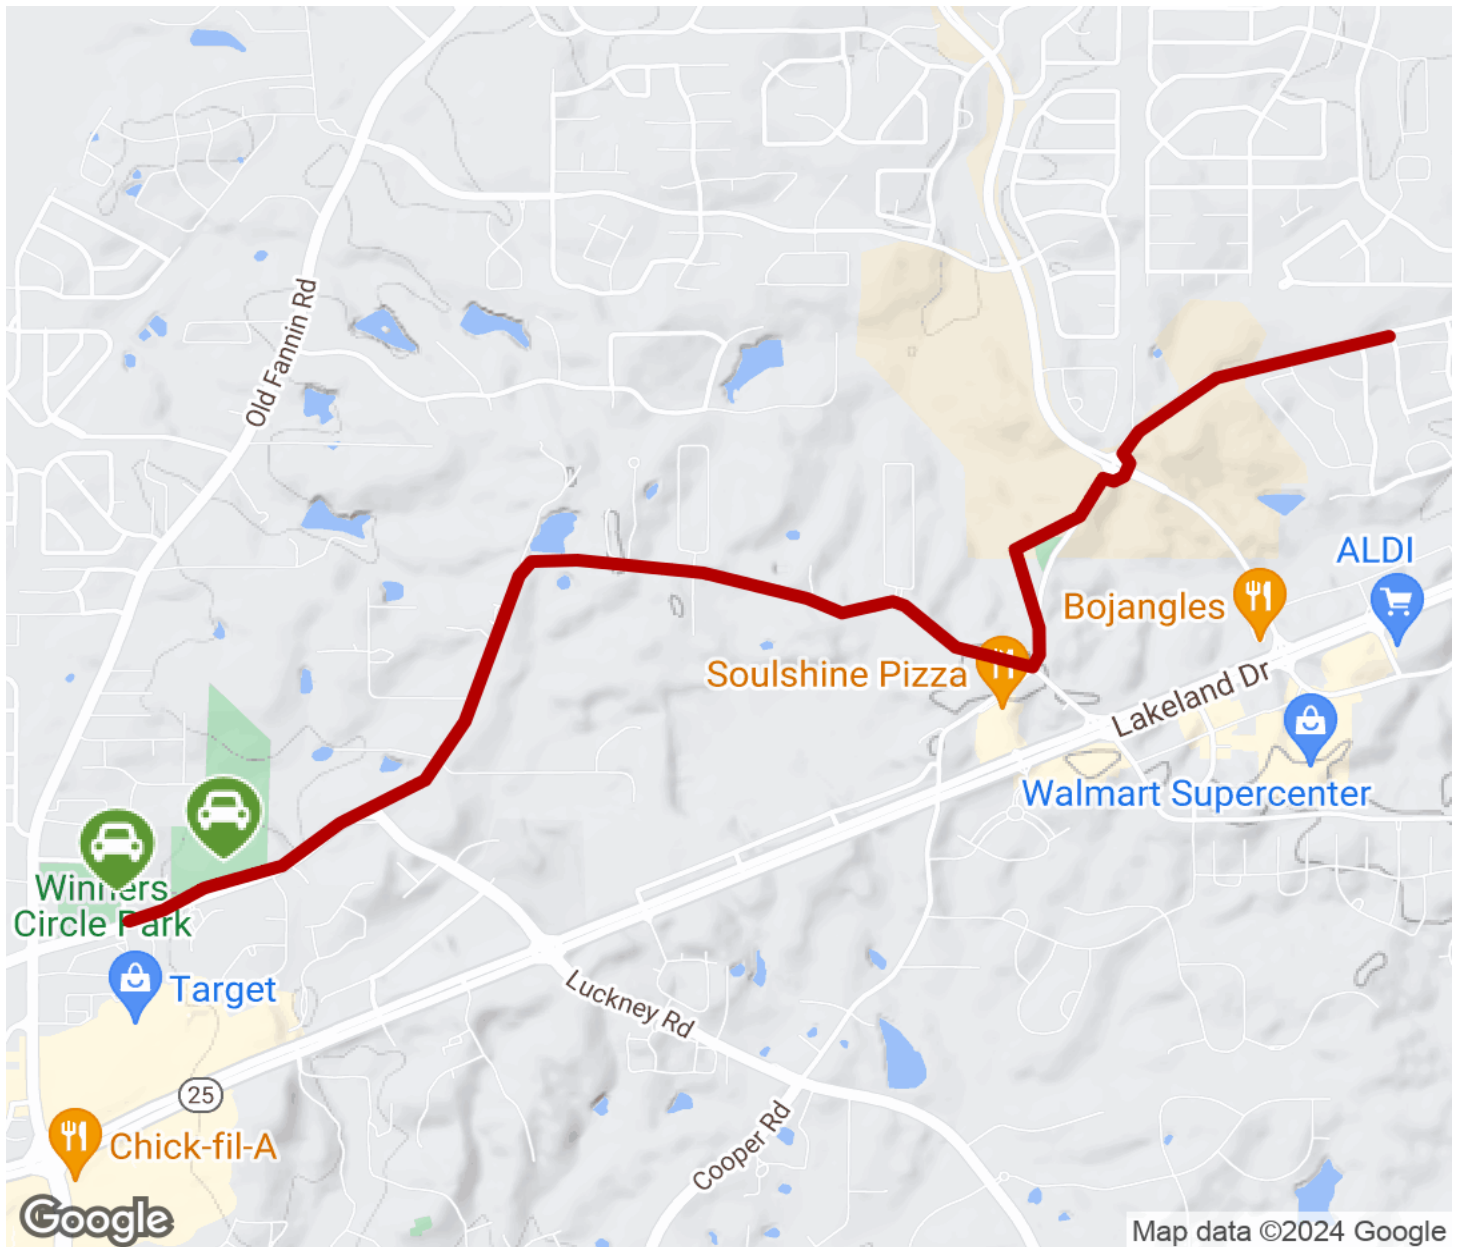 Old Fannin Rd
ALDI
Bojangles
Soulshine Pizza
Lakeland Dr
Walmart Supercenter
Winners
Circle Park
Target
Luckney Rd
25
Cooper Rd
Chick-fil-A
Google
Map data ©2024 Google